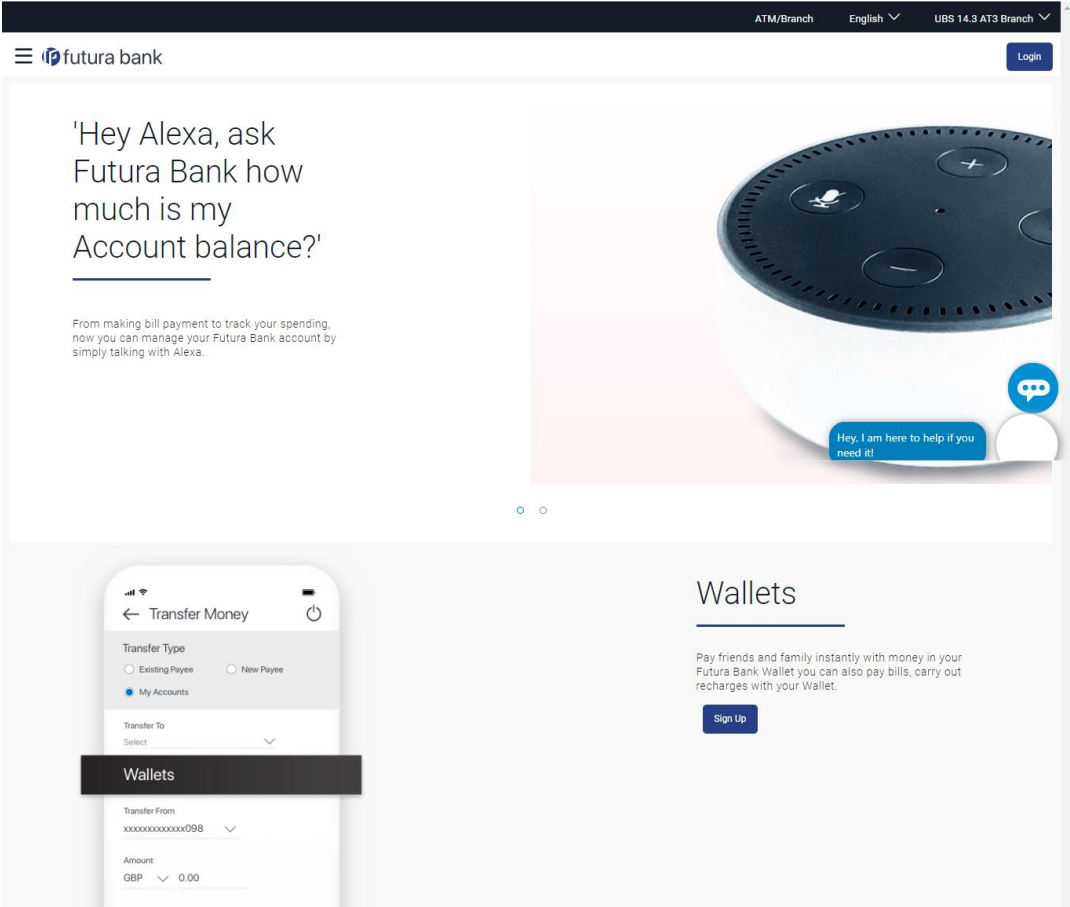 ATM/Branch English UBS 14.3 AT3 Branch
futura bank
Login
'Hey Alexa, ask
Futura Bank how
much is my
Account balance?'
From making bill payment to track your spending,
now you can manage your Futura Bank account by
simply talking with Alexa.
Hey, I am here to help if you
need it!
Transfer Money
Transfer Type
Existing Payee New Payee
My Accounts
Transfer To
Select
Wallets
Transfer From
xxxxxxxxxxxxx098
Amount
GBP 0.00
Wallets
Pay friends and family instantly with money in your
Futura Bank Wallet you can also pay bills, carry out
recharges with your Wallet.
Sign Up